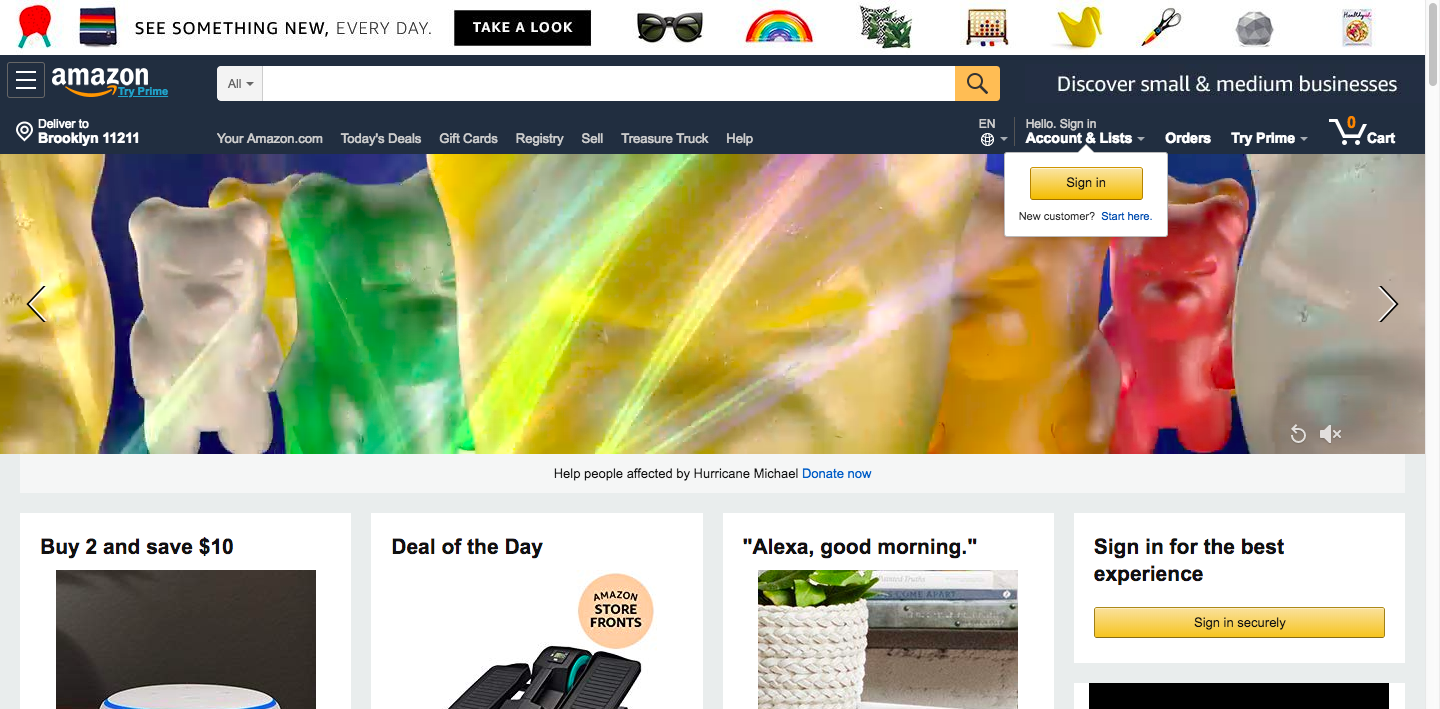 SEE SOMETHING NEW, EVERY DAY.
TAKE A LOOK
amazon
Try Prime
All
Discover small & medium businesses
Deliver to
Brooklyn 11211
Your Amazon.com
Today's Deals
Gift Cards
Registry
Sell
Treasure Truck
Help
EN
Hello. Sign in
Account & Lists
Orders
Try Prime
0
Cart
Sign in
New customer? Start here.
Help people affected by Hurricane Michael Donate now
Buy 2 and save $10
Deal of the Day
"Alexa, good morning."
Sign in for the best
experience
AMAZON
STORE
FRONTS
Sign in securely